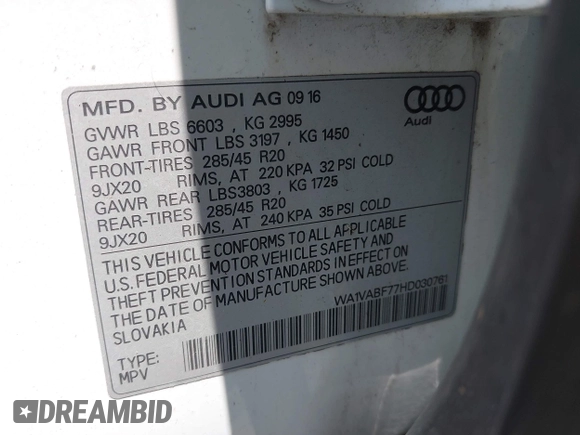 MFD. BY AUDI AG 09 16
Audi
GVWR LBS 6603 , KG 2995
GAWR FRONT LBS 3197 , KG 1450
FRONT-TIRES 285/45 R20
9JX20 RIMS, AT 220 KPA 32 PSI COLD
GAWR REAR LBS3803 , KG 1725
REAR-TIRES 285/45 R20
9JX20 RIMS, AT 240 KPA 35 PSI COLD
THIS VEHICLE CONFORMS TO ALL APPLICABLE
U.S. FEDERAL MOTOR VEHICLE SAFETY AND
THEFT PREVENTION STANDARDS IN EFFECT ON
THE DATE OF MANUFACTURE SHOWN ABOVE.
SLOVAKIA WA1VABF77HD030761
TYPE:
MPV
DREAMBID